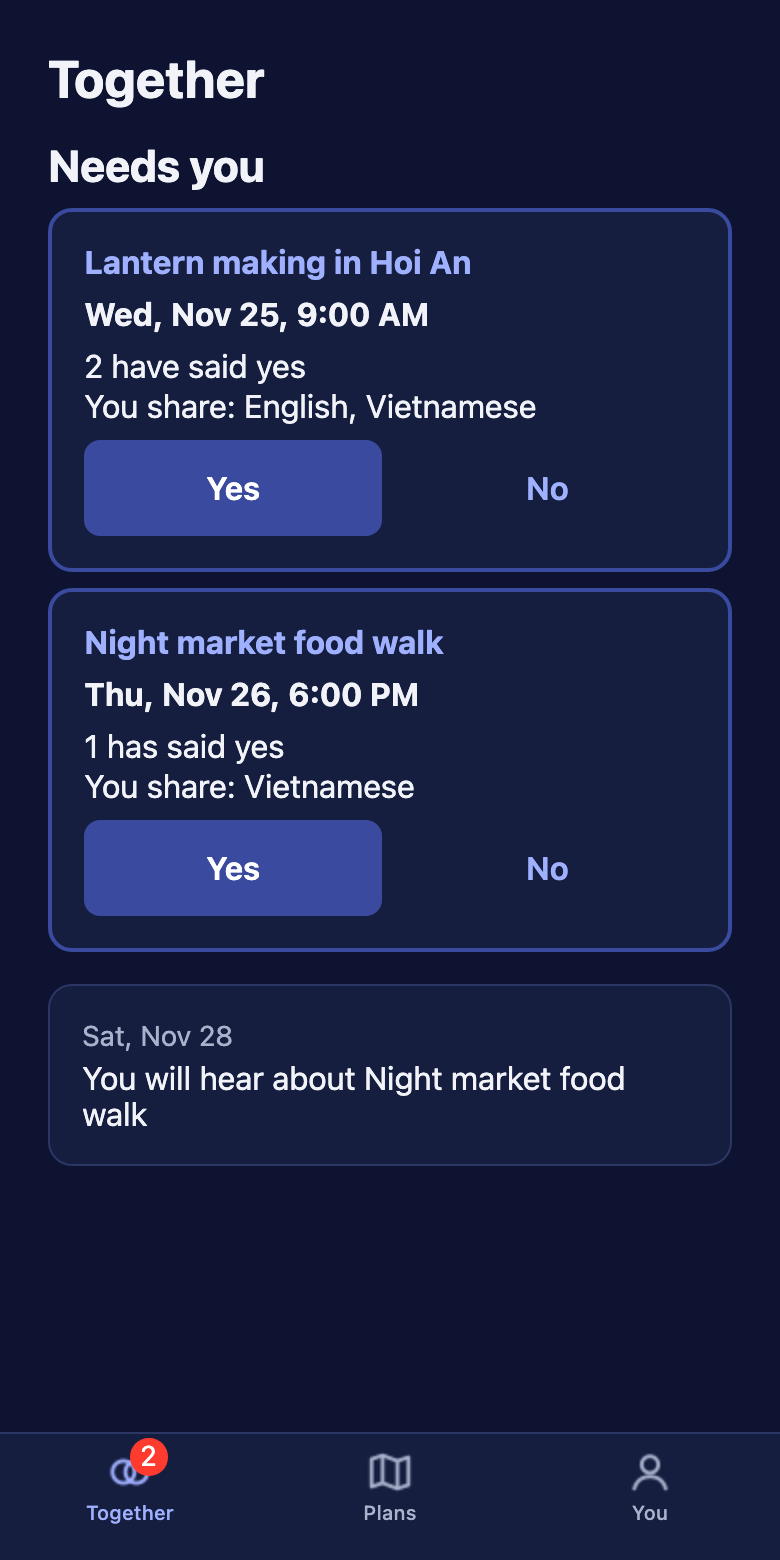 Together
Needs you
Lantern making in Hoi An
Wed, Nov 25, 9:00 AM
2 have said yes
You share: English, Vietnamese
Yes
No
Night market food walk
Thu, Nov 26, 6:00 PM
1 has said yes
You share: Vietnamese
Yes
No
Sat, Nov 28
You will hear about Night market food
walk
2
Together
Plans
You